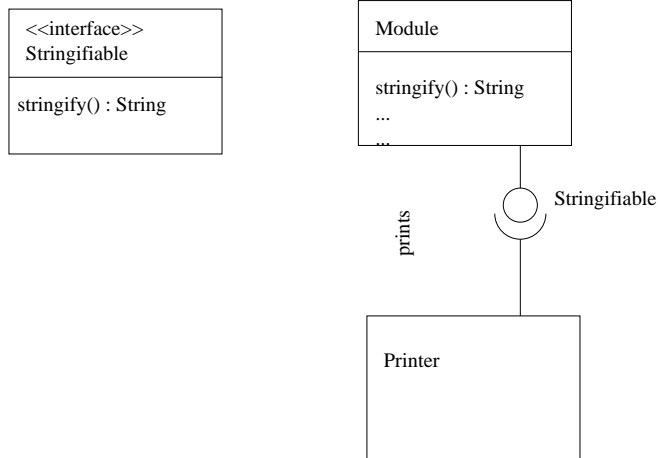 <<interface>>
Stringifiable
stringify() : String
Module
stringify() : String
...
...
Stringifiable
prints
Printer